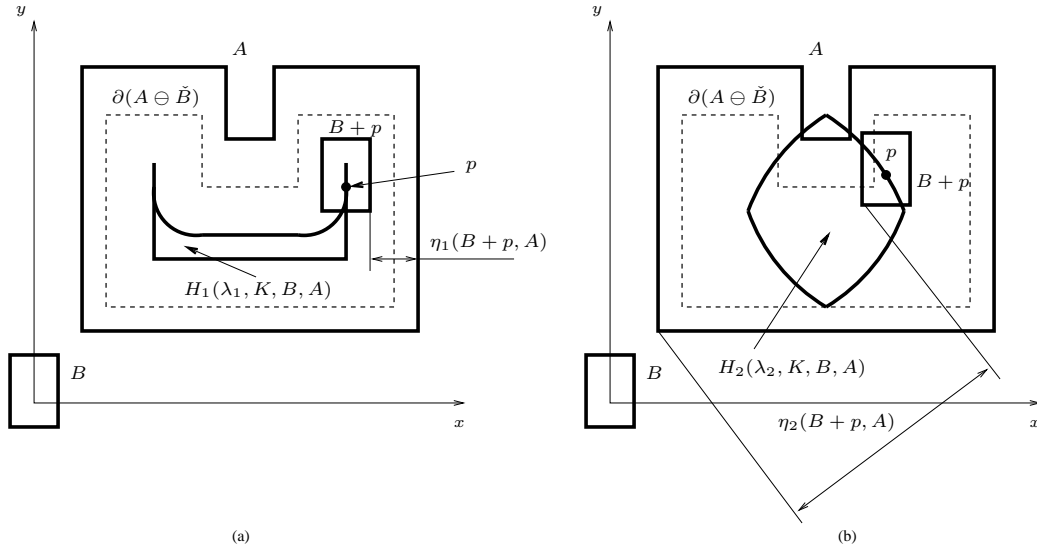 y
A
∂(A ⊖ B̌)
B + p
p
η₁(B + p, A)
H₁(λ₁, K, B, A)
B
x
(a)
y
A
∂(A ⊖ B̌)
p
B + p
H₂(λ₂, K, B, A)
B
η₂(B + p, A)
x
(b)